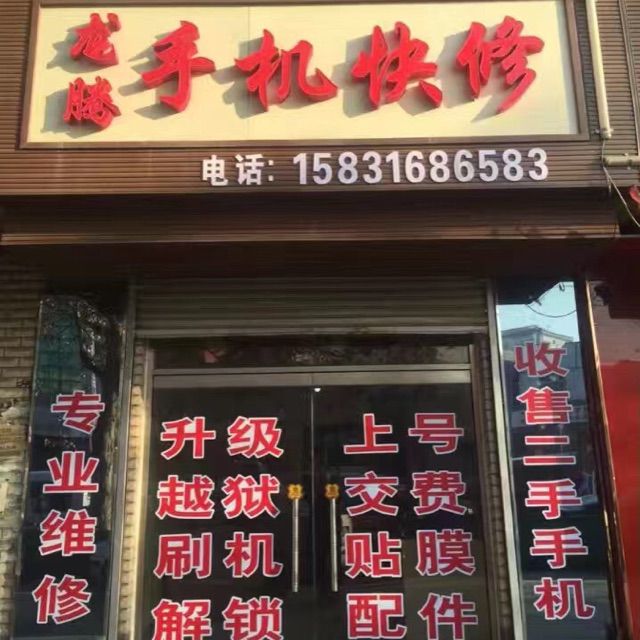 龙腾手机快修
电话: 15831686583
专业维修
升级 上号
越狱 交费
刷机 贴膜
解锁 配件
收售二手手机